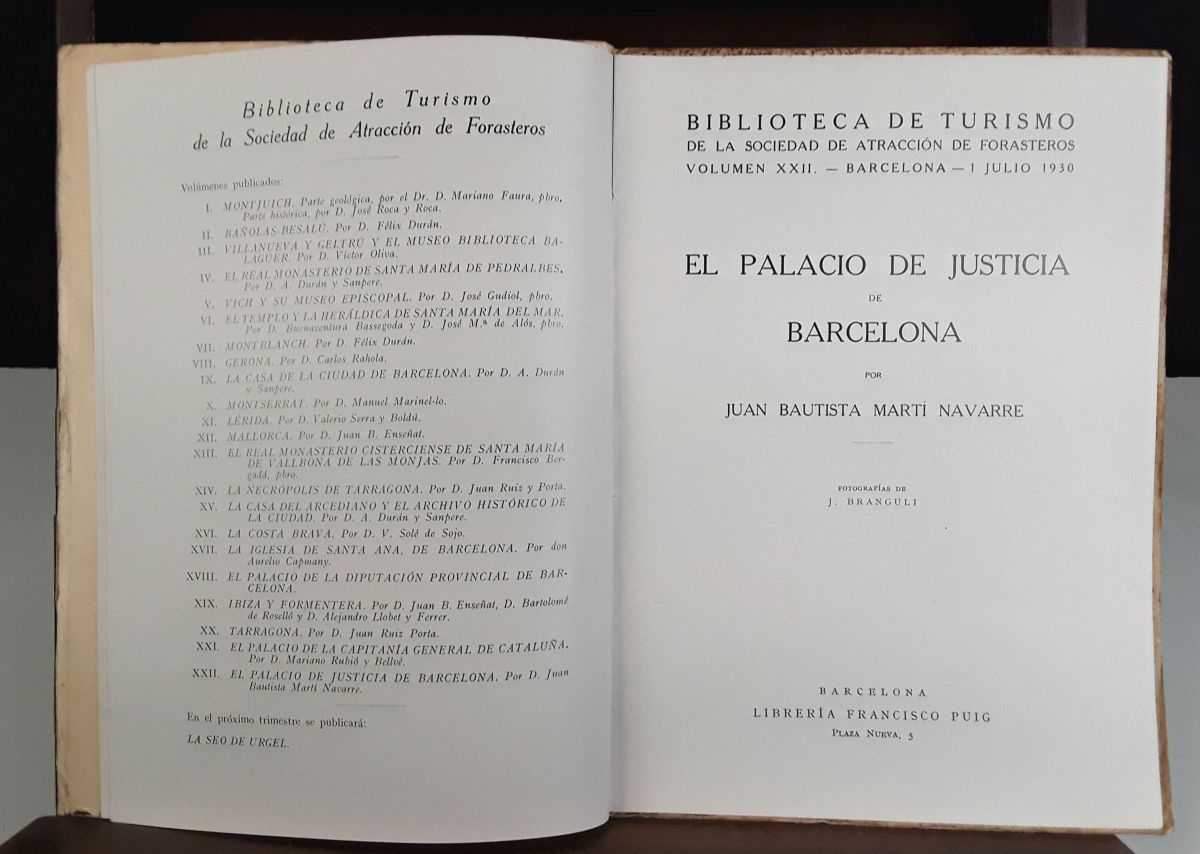 Biblioteca de Turismo
de la Sociedad de Atracción de Forasteros
Volúmenes publicados:
I. MONTJUICH. Parte geológica, por el Dr. D. Mariano Faura, pbro,
Parte histórica, por D. José Roca y Roca.
II. BAÑOLAS-BESALÚ. Por D. Félix Durán.
III. VILLANUEVA Y GELTRÚ Y EL MUSEO BIBLIOTECA BA-
LAGUER. Por D. Víctor Oliva.
IV. EL REAL MONASTERIO DE SANTA MARÍA DE PEDRALBES.
Por D. A. Durán y Sanpere.
V. VICH Y SU MUSEO EPISCOPAL. Por D. José Gudiol, pbro.
VI. EL TEMPLO Y LA HERÁLDICA DE SANTA MARÍA DEL MAR.
Por D. Buenaventura Bassegoda y D. José M.ª de Alós, pbro.
VII. MONTBLANCH. Por D. Félix Durán.
VIII. GERONA. Por D. Carlos Rahola.
IX. LA CASA DE LA CIUDAD DE BARCELONA. Por D. A. Durán
y Sanpere.
X. MONTSERRAT. Por D. Manuel Marinel-lo.
XI. LÉRIDA. Por D. Valerio Serra y Boldú.
XII. MALLORCA. Por D. Juan B. Enseñat.
XIII. EL REAL MONASTERIO CISTERCIENSE DE SANTA MARÍA
DE VALLBONA DE LAS MONJAS. Por D. Francisco Ber-
gadá, pbro.
XIV. LA NECRÓPOLIS DE TARRAGONA. Por D. Juan Ruiz y Porta.
XV. LA CASA DEL ARCEDIANO Y EL ARCHIVO HISTÓRICO DE
LA CIUDAD. Por D. A. Durán y Sanpere.
XVI. LA COSTA BRAVA. Por D. V. Solé de Sojo.
XVII. LA IGLESIA DE SANTA ANA, DE BARCELONA. Por don
Aurelio Capmany.
XVIII. EL PALACIO DE LA DIPUTACIÓN PROVINCIAL DE BAR-
CELONA.
XIX. IBIZA Y FORMENTERA. Por D. Juan B. Enseñat, D. Bartolomé
de Roselló y D. Alejandro Llobet y Ferrer.
XX. TARRAGONA. Por D. Juan Ruiz Porta.
XXI. EL PALACIO DE LA CAPITANÍA GENERAL DE CATALUÑA.
Por D. Mariano Rubió y Bellvé.
XXII. EL PALACIO DE JUSTICIA DE BARCELONA. Por D. Juan
Bautista Martí Navarre.
En el próximo trimestre se publicará:
LA SEO DE URGEL.
BIBLIOTECA DE TURISMO
DE LA SOCIEDAD DE ATRACCIÓN DE FORASTEROS
VOLUMEN XXII. — BARCELONA — 1 JULIO 1930
EL PALACIO DE JUSTICIA
DE
BARCELONA
POR
JUAN BAUTISTA MARTÍ NAVARRE
FOTOGRAFÍAS DE
J. BRANGULI
BARCELONA
LIBRERÍA FRANCISCO PUIG
PLAZA NUEVA, 5